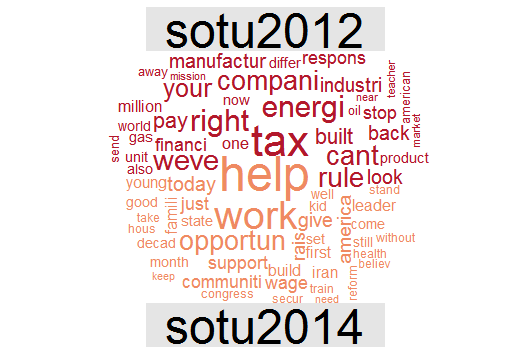 sotu2012
manufactur differ respons
away mission compani industri teacher
your now near american
million energi oil stop
world pay right tax built back market
gas financi one cant product
send unit weve rule look
also help
young today work well stand
good just kid leader
take famili state give america come
hous opportun rais set still without
decad support first health
month build iran believ
keep communiti wage train reform
congress secur need
sotu2014